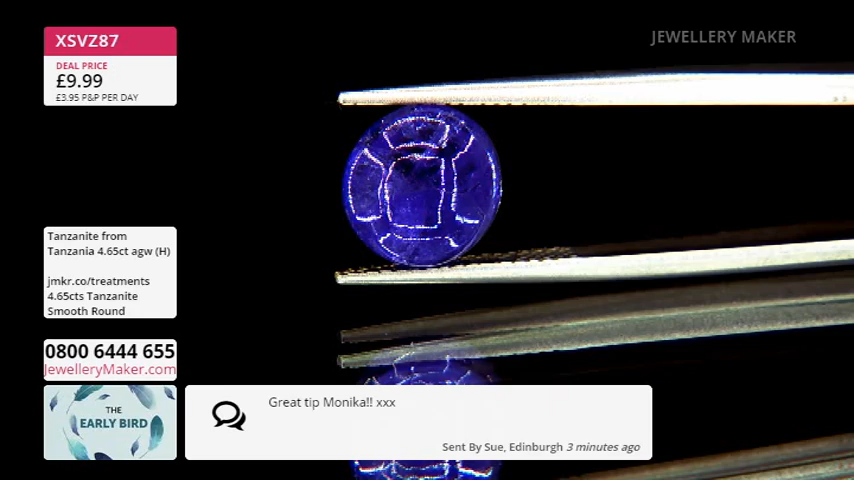 XSVZ87
DEAL PRICE
£9.99
£3.95 P&P PER DAY
JEWELLERY MAKER
Tanzanite from
Tanzania 4.65ct agw (H)
jmkr.co/treatments
4.65cts Tanzanite
Smooth Round
0800 6444 655
JewelleryMaker.com
THE
EARLY BIRD
Great tip Monika!! xxx
Sent By Sue, Edinburgh 3 minutes ago